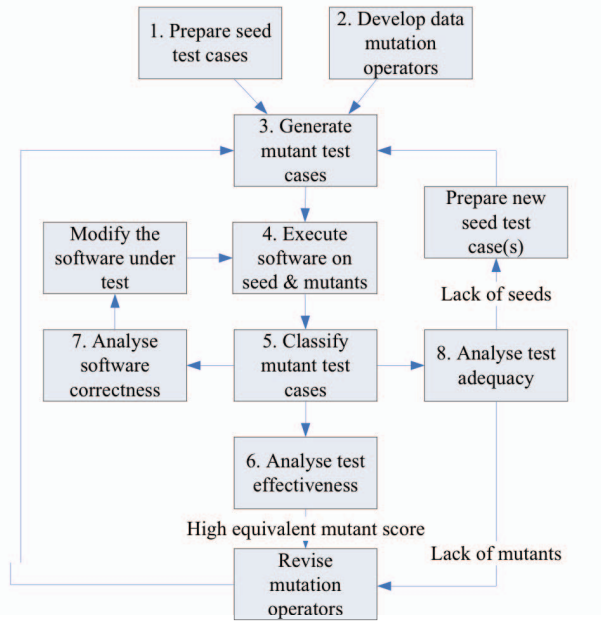 1. Prepare seed
test cases
2. Develop data
mutation
operators
3. Generate
mutant test
cases
Prepare new
seed test
case(s)
Modify the
software under
test
4. Execute
software on
seed & mutants
Lack of seeds
7. Analyse
software
correctness
5. Classify
mutant test
cases
8. Analyse test
adequacy
6. Analyse test
effectiveness
High equivalent mutant score
Lack of mutants
Revise
mutation
operators